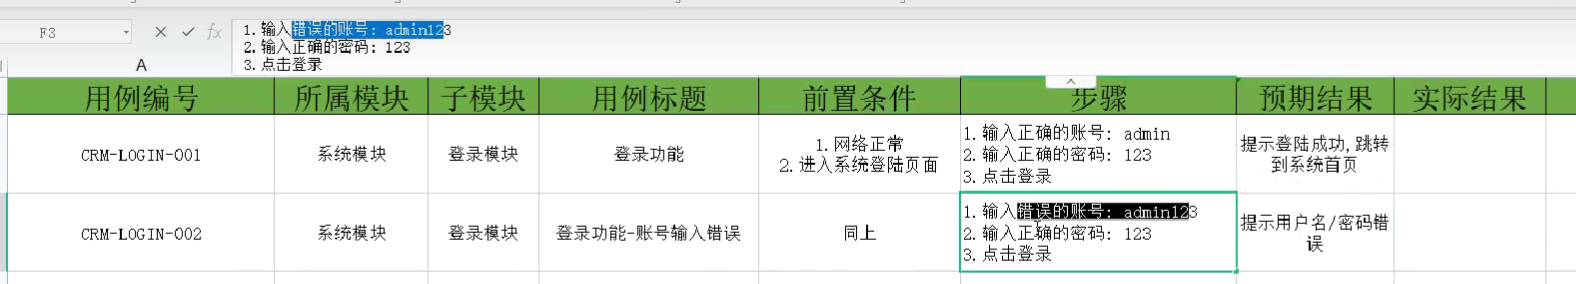 F3
fx
1.输入错误的账号: admin123
2.输入正确的密码: 123
3.点击登录
A
用例编号 所属模块 子模块 用例标题 前置条件 步骤 预期结果 实际结果
CRM-LOGIN-001
系统模块
登录模块
登录功能
1.网络正常
2.进入系统登陆页面
1.输入正确的账号: admin
2.输入正确的密码: 123
3.点击登录
提示登陆成功,跳转
到系统首页
CRM-LOGIN-002
系统模块
登录模块
登录功能-账号输入错误
同上
1.输入错误的账号: admin123
2.输入正确的密码: 123
3.点击登录
提示用户名/密码错
误